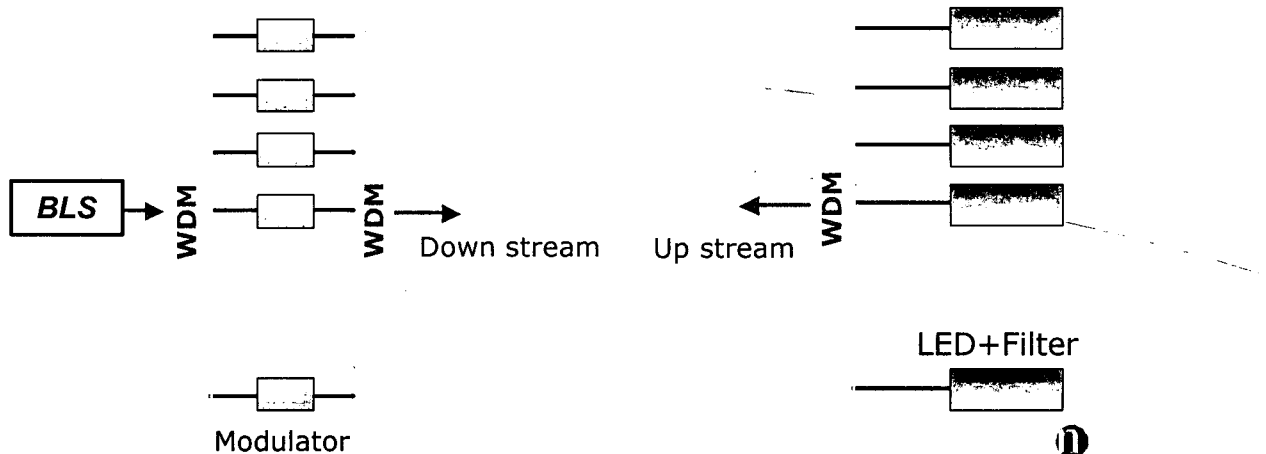 BLS
WDM
WDM
Down stream
Up stream
WDM
LED+Filter
Modulator
n